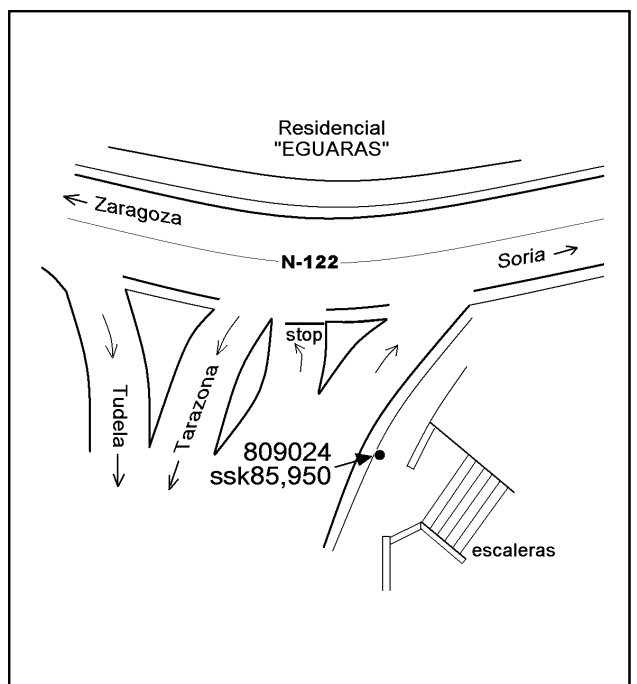 Residencial
"EGUARAS"
Zaragoza
N-122
Soria
stop
Tudela
Tarazona
809024
ssk85,950
escaleras